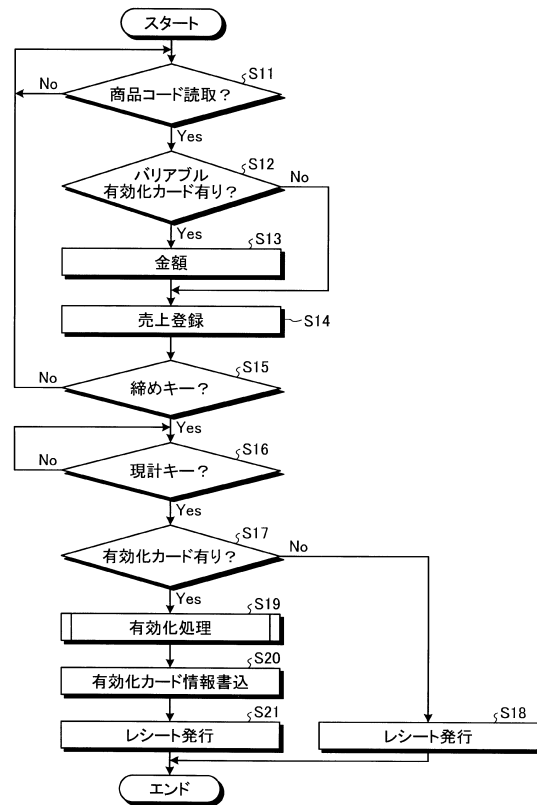 スタート
S11
No
商品コード読取？
Yes
S12
バリアブル
有効化カード有り？
No
Yes
S13
金額
売上登録
S14
S15
No
締めキー？
Yes
S16
No
現計キー？
Yes
S17
有効化カード有り？
No
Yes
S19
有効化処理
S20
有効化カード情報書込
S21
レシート発行
S18
レシート発行
エンド